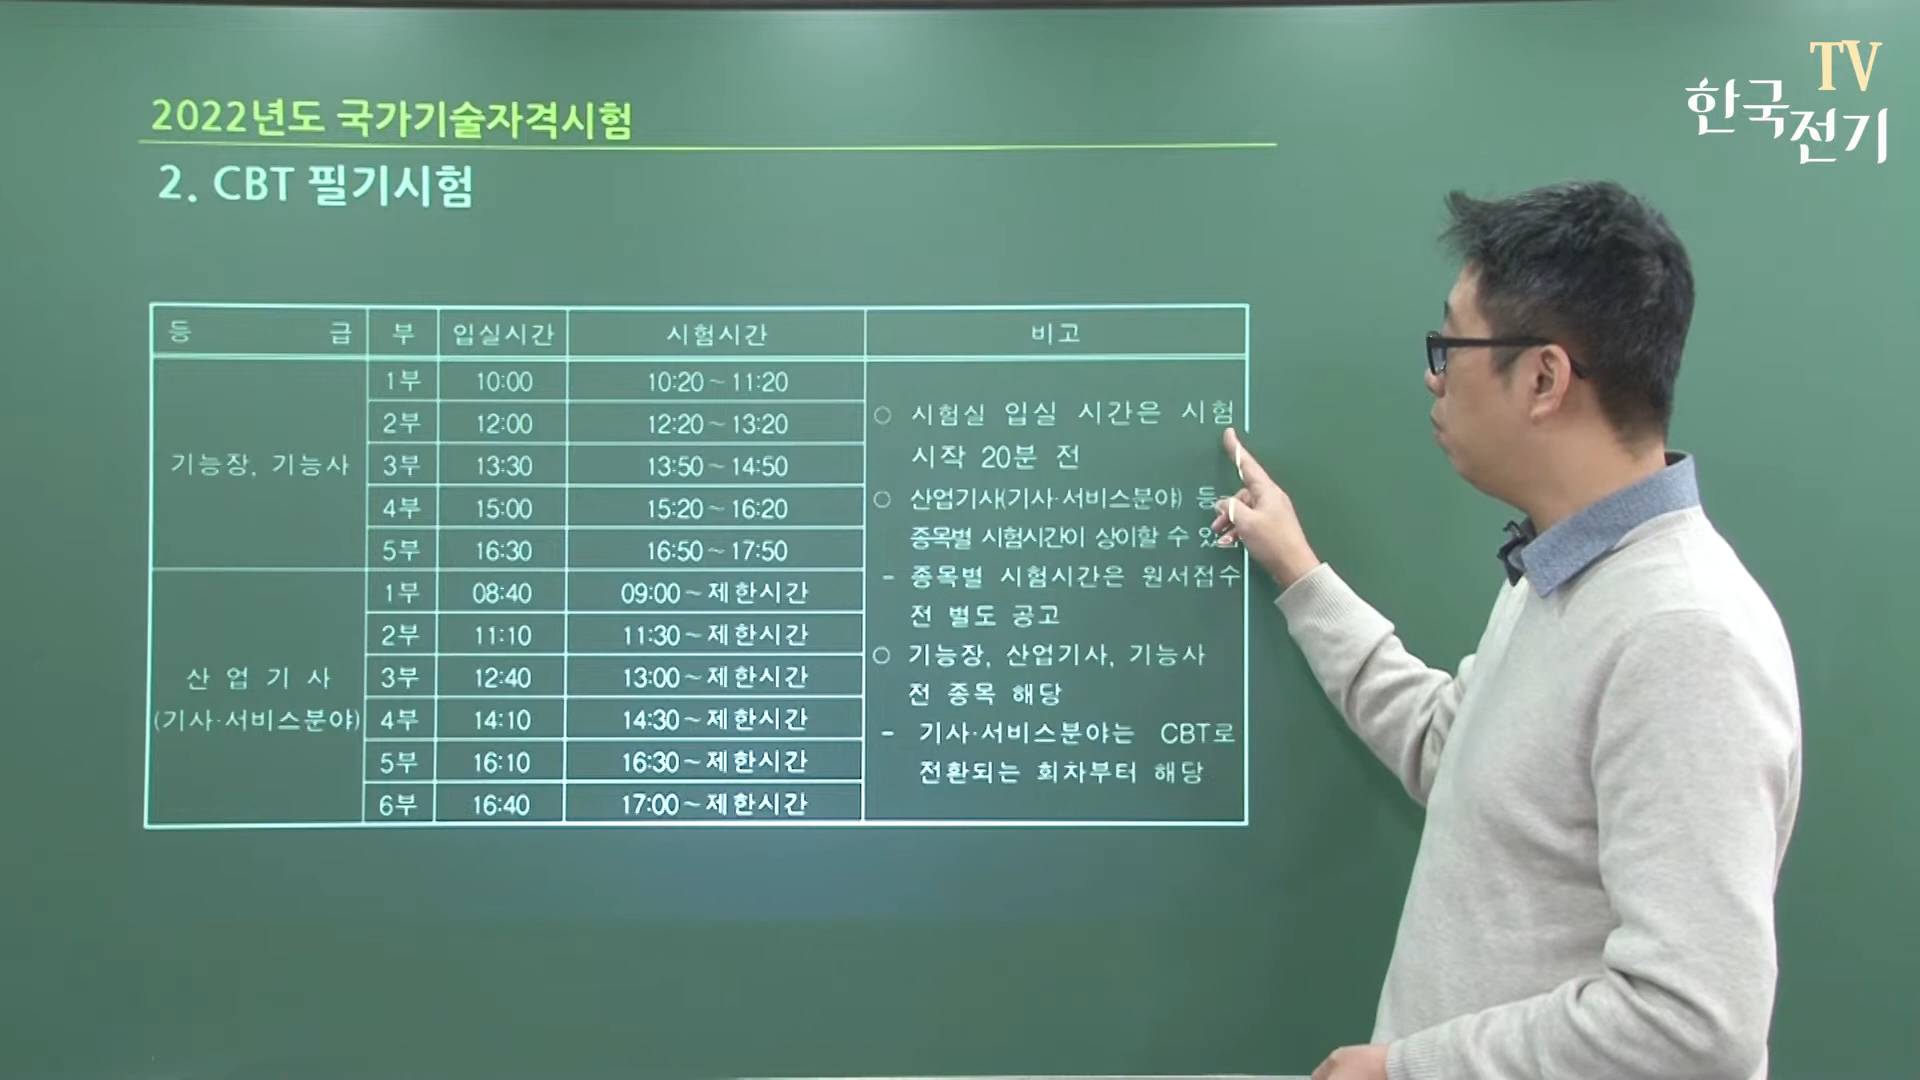 TV
한국전기
2022년도 국가기술자격시험
2. CBT 필기시험
등 급 부 입실시간 시험시간 비고
기능장, 기능사
1부 10:00 10:20 ~ 11:20
2부 12:00 12:20 ~ 13:20
3부 13:30 13:50 ~ 14:50
4부 15:00 15:20 ~ 16:20
5부 16:30 16:50 ~ 17:50
산 업 기 사
(기사·서비스분야)
1부 08:40 09:00 ~ 제한시간
2부 11:10 11:30 ~ 제한시간
3부 12:40 13:00 ~ 제한시간
4부 14:10 14:30 ~ 제한시간
5부 16:10 16:30 ~ 제한시간
6부 16:40 17:00 ~ 제한시간
○ 시험실 입실 시간은 시험
시작 20분 전
○ 산업기사(기사·서비스분야) 등
종목별 시험시간이 상이할 수
- 종목별 시험시간은 원서접수
전 별도 공고
○ 기능장, 산업기사, 기능사
전 종목 해당
- 기사·서비스분야는 CBT로
전환되는 회차부터 해당